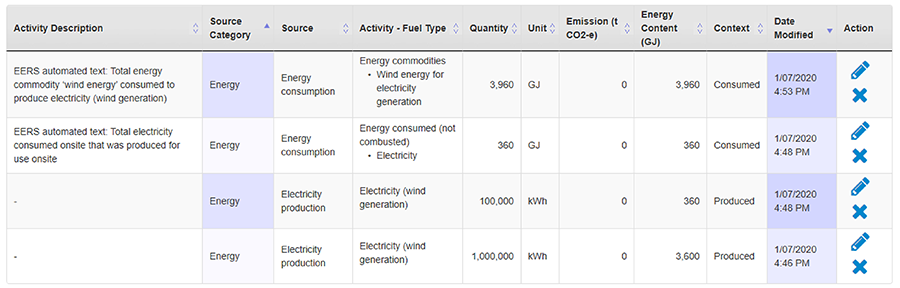 Activity Description Source Category Source Activity - Fuel Type Quantity Unit Emission (t CO2-e) Energy Content (GJ) Context Date Modified Action
EERS automated text: Total energy
commodity ‘wind energy’ consumed to
produce electricity (wind generation)
Energy
Energy
consumption
Energy commodities
• Wind energy for
electricity
generation
3,960
GJ
0
3,960
Consumed
1/07/2020
4:53 PM
EERS automated text: Total electricity
consumed onsite that was produced for
use onsite
Energy
Energy
consumption
Energy consumed (not
combusted)
• Electricity
360
GJ
0
360
Consumed
1/07/2020
4:48 PM
-
Energy
Electricity
production
Electricity (wind
generation)
100,000
kWh
0
360
Produced
1/07/2020
4:48 PM
-
Energy
Electricity
production
Electricity (wind
generation)
1,000,000
kWh
0
3,600
Produced
1/07/2020
4:46 PM